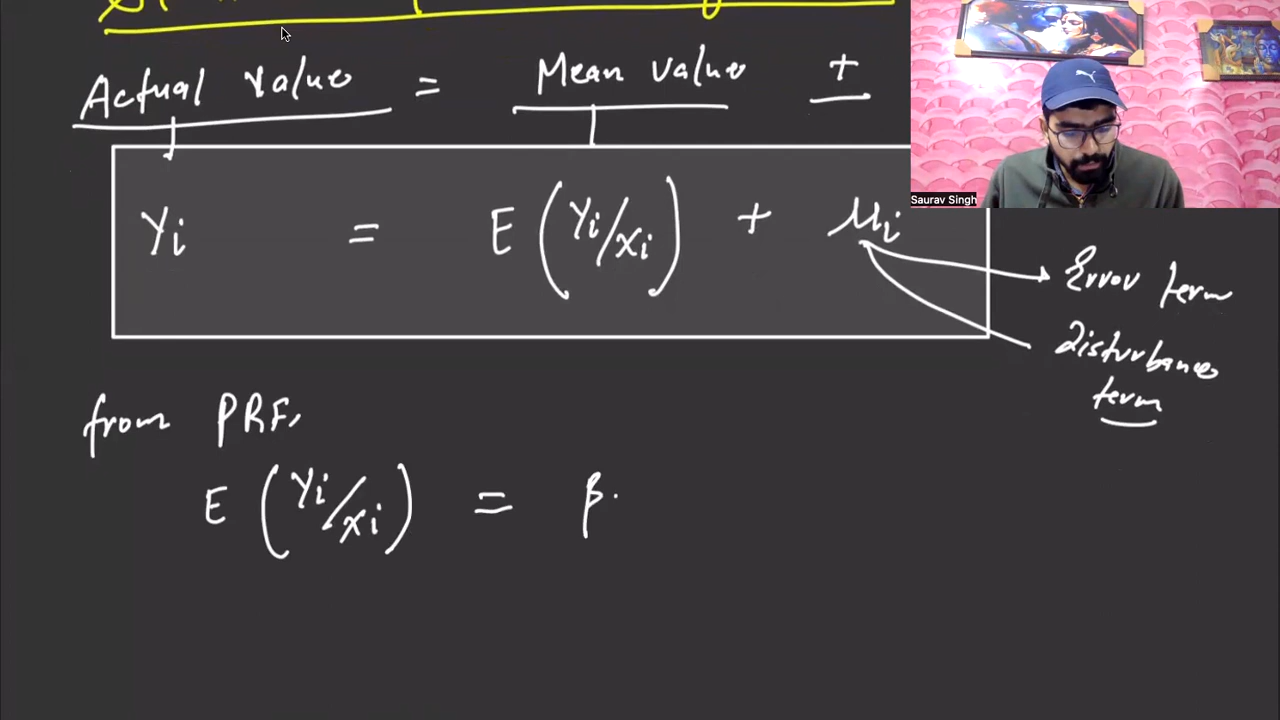 Actual Value = Mean value ±
Yi = E (Yi/Xi) + μi
Error term
Disturbance
term
from PRF,
E (Yi/Xi) = β.
Saurav Singh